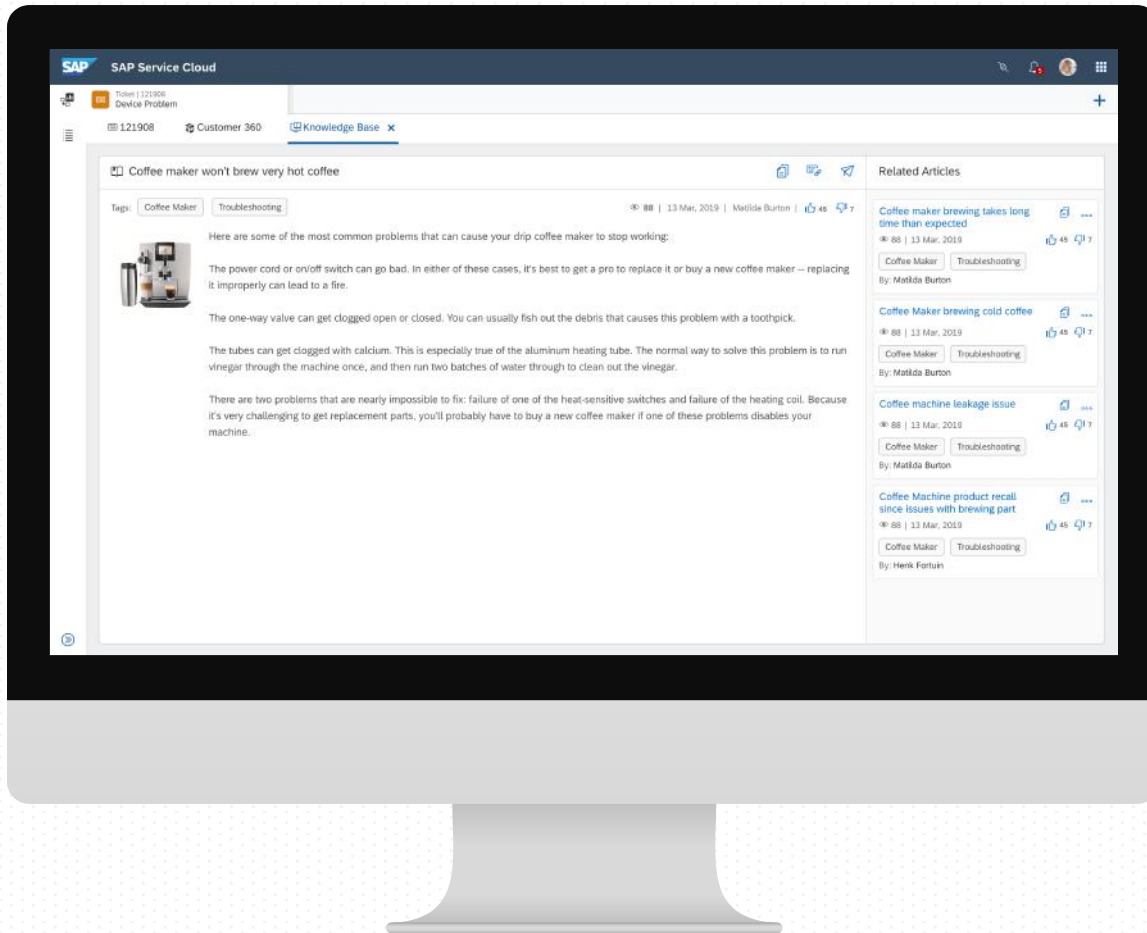 SAP SAP Service Cloud
Ticket | 121908
Device Problem
121908 Customer 360 Knowledge Base
Coffee maker won't brew very hot coffee
Tags: Coffee Maker Troubleshooting 88 | 13 Mar, 2019 | Matilda Burton | 45 7
Here are some of the most common problems that can cause your drip coffee maker to stop working:
The power cord or on/off switch can go bad. In either of these cases, it's best to get a pro to replace it or buy a new coffee maker -- replacing
it improperly can lead to a fire.
The one-way valve can get clogged open or closed. You can usually fish out the debris that causes this problem with a toothpick.
The tubes can get clogged with calcium. This is especially true of the aluminum heating tube. The normal way to solve this problem is to run
vinegar through the machine once, and then run two batches of water through to clean out the vinegar.
There are two problems that are nearly impossible to fix: failure of one of the heat-sensitive switches and failure of the heating coil. Because
it's very challenging to get replacement parts, you'll probably have to buy a new coffee maker if one of these problems disables your
machine.
Related Articles
Coffee maker brewing takes long
time than expected
88 | 13 Mar, 2019 45 7
Coffee Maker Troubleshooting
By: Matilda Burton
Coffee Maker brewing cold coffee
88 | 13 Mar, 2019 45 7
Coffee Maker Troubleshooting
By: Matilda Burton
Coffee machine leakage issue
88 | 13 Mar, 2019 45 7
Coffee Maker Troubleshooting
By: Matilda Burton
Coffee Machine product recall
since issues with brewing part
88 | 13 Mar, 2019 45 7
Coffee Maker Troubleshooting
By: Henk Fortuin